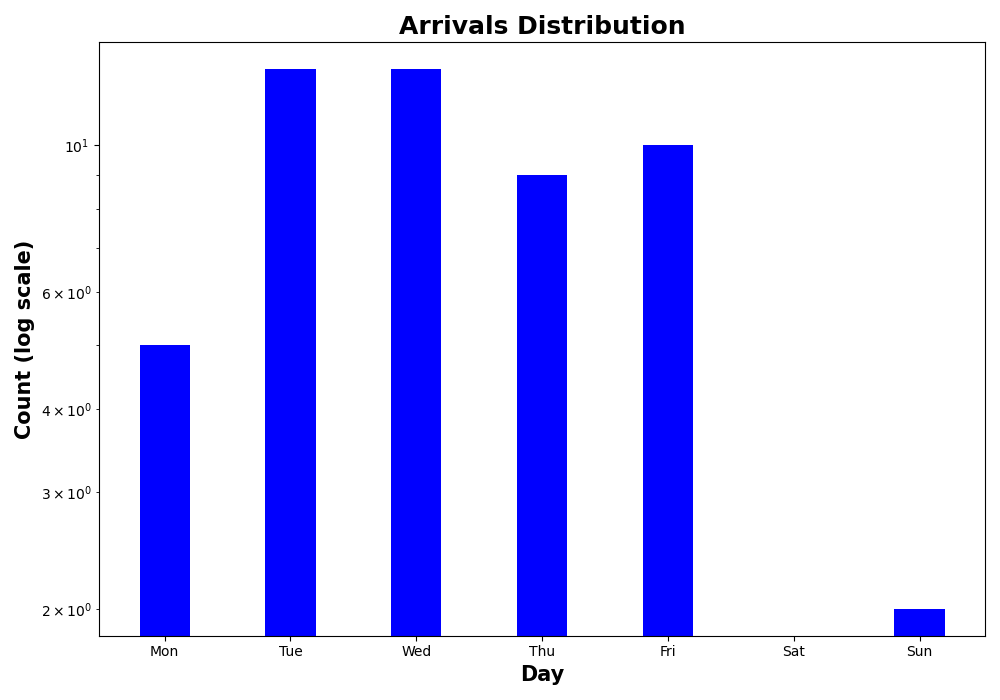 Arrivals Distribution
Count (log scale)
10¹
6 × 10⁰
4 × 10⁰
3 × 10⁰
2 × 10⁰
Mon Tue Wed Thu Fri Sat Sun
Day